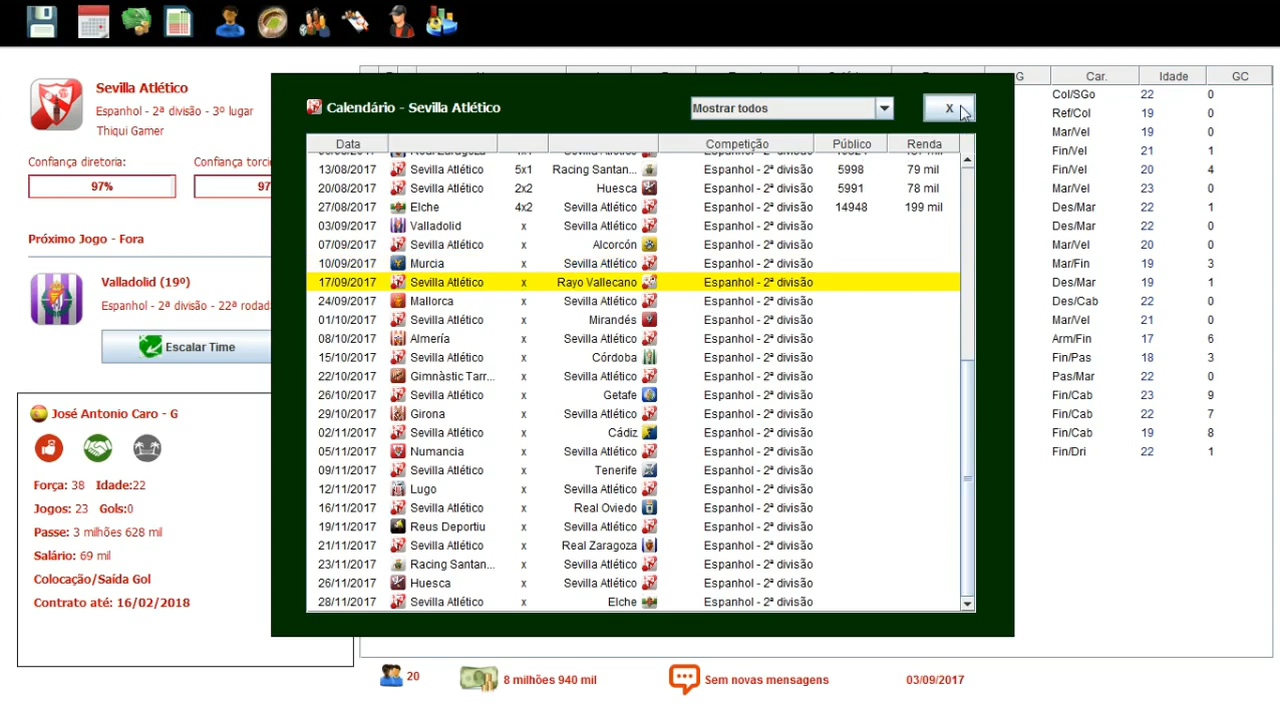 Sevilla Atlético
Espanhol - 2ª divisão - 3º lugar
Thiqui Gamer
Confiança diretoria:
Confiança torci
97%
97
Próximo Jogo - Fora
Valladolid (19º)
Espanhol - 2ª divisão - 22ª rodad
Escalar Time
José Antonio Caro - G
Força: 38 Idade:22
Jogos: 23 Gols:0
Passe: 3 milhões 628 mil
Salário: 69 mil
Colocação/Saída Gol
Contrato até: 16/02/2018
Calendário - Sevilla Atlético
Mostrar todos
X
Data Competição Público Renda
13/08/2017 Sevilla Atlético 5x1 Racing Santan... Espanhol - 2ª divisão 5998 79 mil
20/08/2017 Sevilla Atlético 2x2 Huesca Espanhol - 2ª divisão 5991 78 mil
27/08/2017 Elche 4x2 Sevilla Atlético Espanhol - 2ª divisão 14948 199 mil
03/09/2017 Valladolid x Sevilla Atlético Espanhol - 2ª divisão
07/09/2017 Sevilla Atlético x Alcorcón Espanhol - 2ª divisão
10/09/2017 Murcia x Sevilla Atlético Espanhol - 2ª divisão
17/09/2017 Sevilla Atlético x Rayo Vallecano Espanhol - 2ª divisão
24/09/2017 Mallorca x Sevilla Atlético Espanhol - 2ª divisão
01/10/2017 Sevilla Atlético x Mirandés Espanhol - 2ª divisão
08/10/2017 Almería x Sevilla Atlético Espanhol - 2ª divisão
15/10/2017 Sevilla Atlético x Córdoba Espanhol - 2ª divisão
22/10/2017 Gimnàstic Tarr... x Sevilla Atlético Espanhol - 2ª divisão
26/10/2017 Sevilla Atlético x Getafe Espanhol - 2ª divisão
29/10/2017 Girona x Sevilla Atlético Espanhol - 2ª divisão
02/11/2017 Sevilla Atlético x Cádiz Espanhol - 2ª divisão
05/11/2017 Numancia x Sevilla Atlético Espanhol - 2ª divisão
09/11/2017 Sevilla Atlético x Tenerife Espanhol - 2ª divisão
12/11/2017 Lugo x Sevilla Atlético Espanhol - 2ª divisão
16/11/2017 Sevilla Atlético x Real Oviedo Espanhol - 2ª divisão
19/11/2017 Reus Deportiu x Sevilla Atlético Espanhol - 2ª divisão
21/11/2017 Sevilla Atlético x Real Zaragoza Espanhol - 2ª divisão
23/11/2017 Racing Santan... x Sevilla Atlético Espanhol - 2ª divisão
26/11/2017 Huesca x Sevilla Atlético Espanhol - 2ª divisão
28/11/2017 Sevilla Atlético x Elche Espanhol - 2ª divisão
G Car. Idade GC
Col/SGo 22 0
Ref/Col 19 0
Mar/Vel 19 0
Fin/Vel 21 1
Fin/Vel 20 4
Mar/Vel 23 0
Des/Mar 22 1
Des/Mar 22 0
Mar/Vel 20 0
Mar/Fin 19 3
Des/Mar 19 1
Des/Cab 22 0
Mar/Vel 21 0
Arm/Fin 17 6
Fin/Pas 18 3
Pas/Mar 22 0
Fin/Cab 23 9
Fin/Cab 22 7
Fin/Cab 19 8
Fin/Dri 22 1
20
8 milhões 940 mil
Sem novas mensagens
03/09/2017